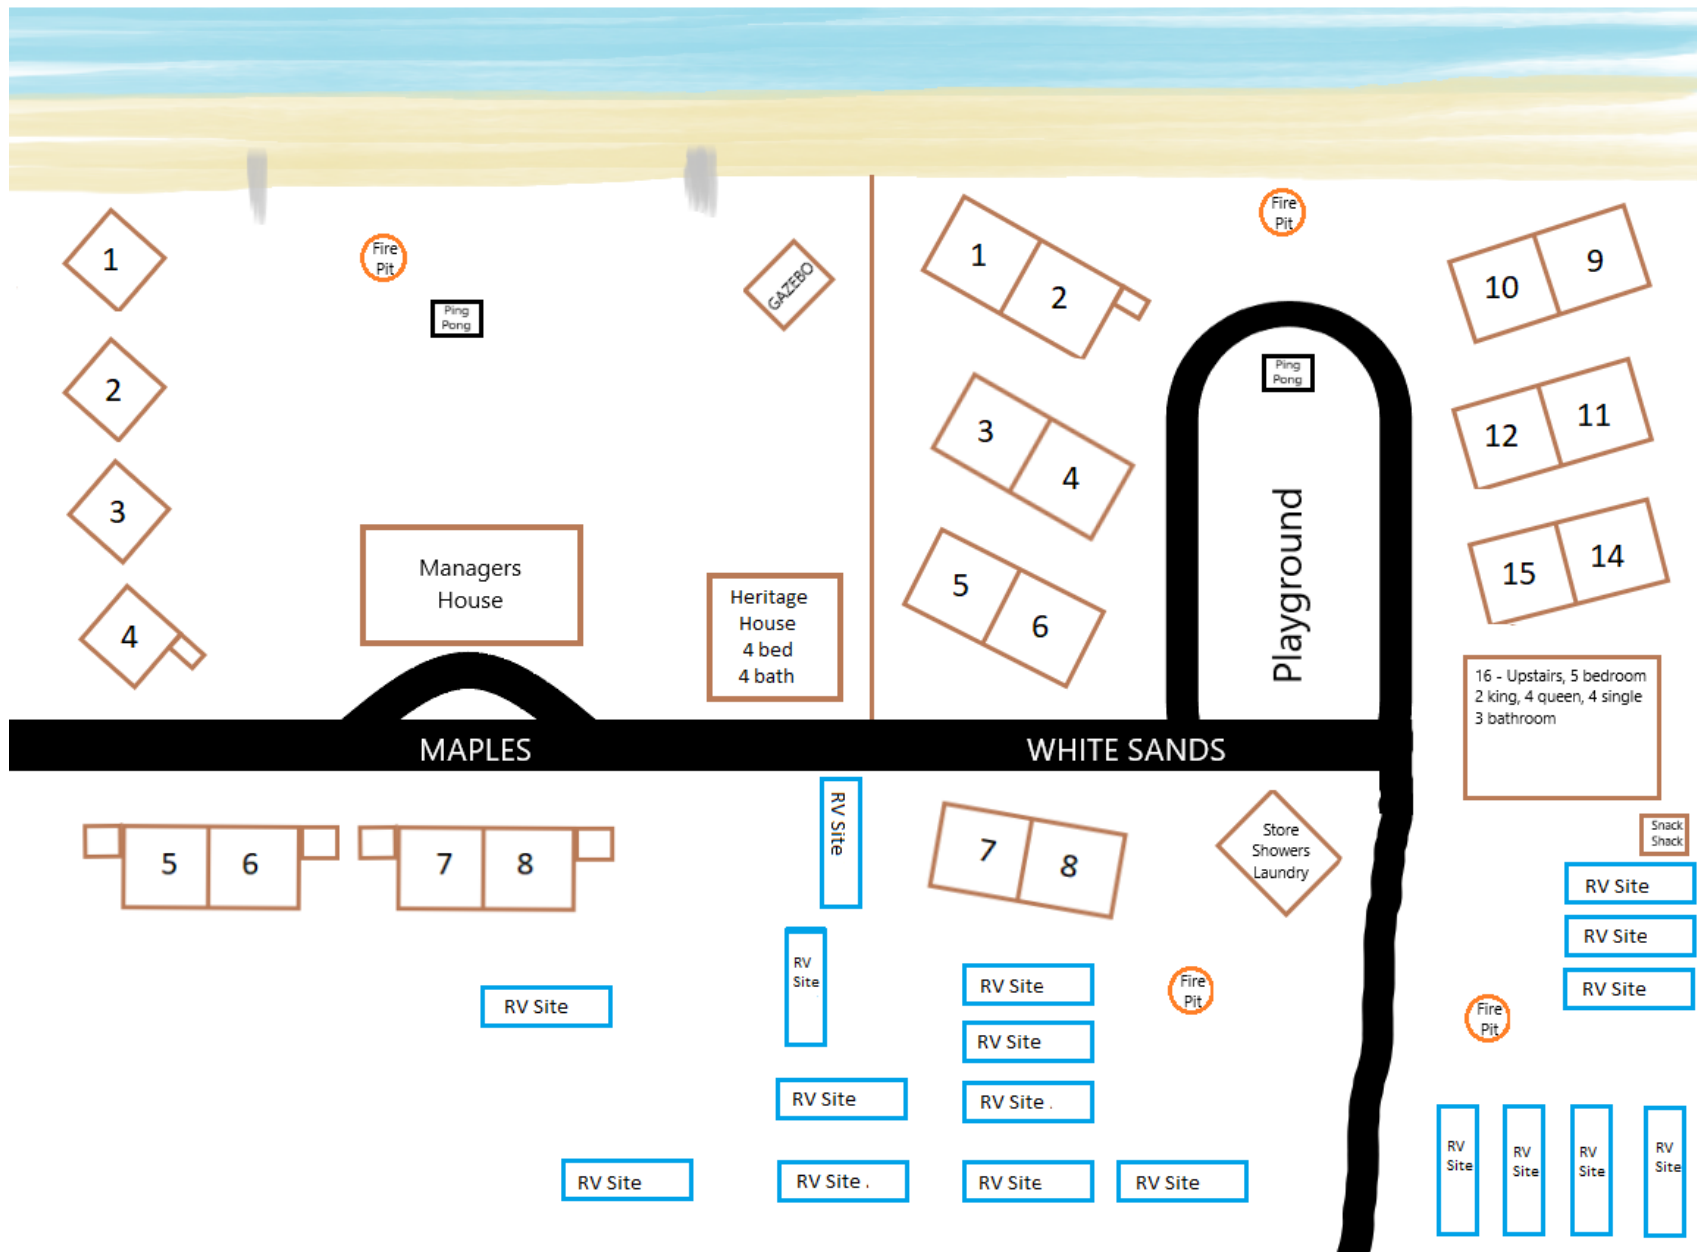 Fire
Pit
1
GAZEBO
Ping
Pong
2
3
4
Managers
House
Heritage
House
4 bed
4 bath
Fire
Pit
1
2
10
9
Ping
Pong
3
4
12
11
5
6
15
14
Playground
16 - Upstairs, 5 bedroom
2 king, 4 queen, 4 single
3 bathroom
MAPLES
WHITE SANDS
5
6
7
8
RV Site
7
8
Store
Showers
Laundry
Snack
Shack
RV Site
RV Site
RV Site
RV Site
RV
Site
RV Site
RV Site
RV Site
RV Site
RV Site .
RV Site
RV Site .
RV Site
RV Site
Fire
Pit
Fire
Pit
RV
Site
RV
Site
RV
Site
RV
Site